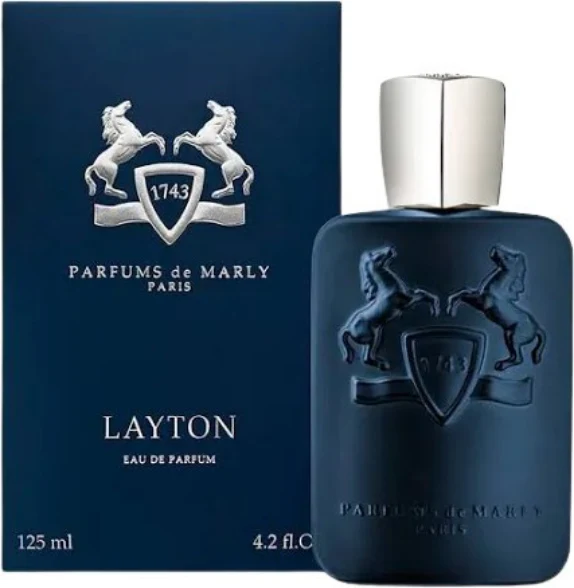 1743
PARFUMS de MARLY
PARIS
LAYTON
EAU DE PARFUM
125 ml
4.2 fl.O
1743
PARFUMS de MARLY
PARIS